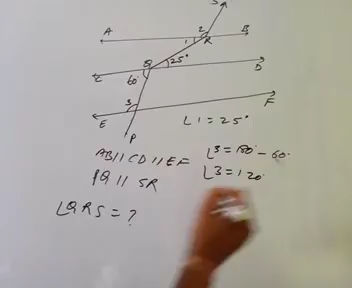 S
A 2 B
1 R
Q 25°
60° D
C
3 F
E
∠1 = 25°
P
AB || CD || EF
PQ || SR
∠3 = 180° - 60°
∠3 = 120°
∠QRS = ?